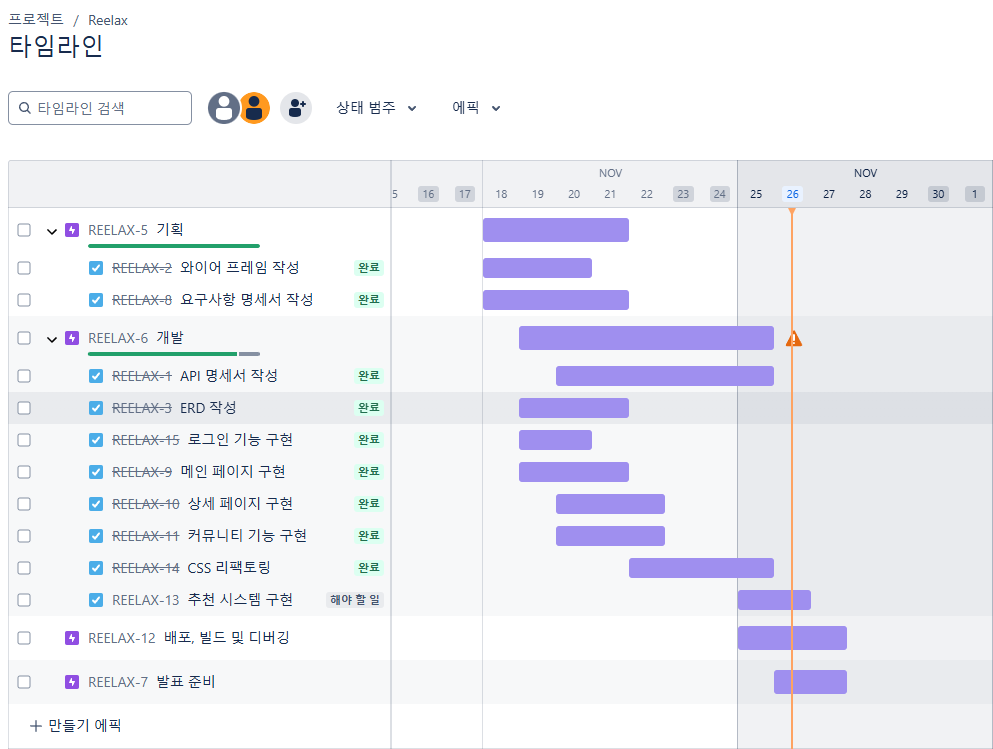 프로젝트 / Reelax
타임라인
타임라인 검색 상태 범주 에픽
NOV NOV
5 16 17 18 19 20 21 22 23 24 25 26 27 28 29 30 1
REELAX-5 기획
REELAX-2 와이어 프레임 작성 완료
REELAX-8 요구사항 명세서 작성 완료
REELAX-6 개발
REELAX-1 API 명세서 작성 완료
REELAX-3 ERD 작성 완료
REELAX-15 로그인 기능 구현 완료
REELAX-9 메인 페이지 구현 완료
REELAX-10 상세 페이지 구현 완료
REELAX-11 커뮤니티 기능 구현 완료
REELAX-14 CSS 리팩토링 완료
REELAX-13 추천 시스템 구현 해야 할 일
REELAX-12 배포, 빌드 및 디버깅
REELAX-7 발표 준비
+ 만들기 에픽